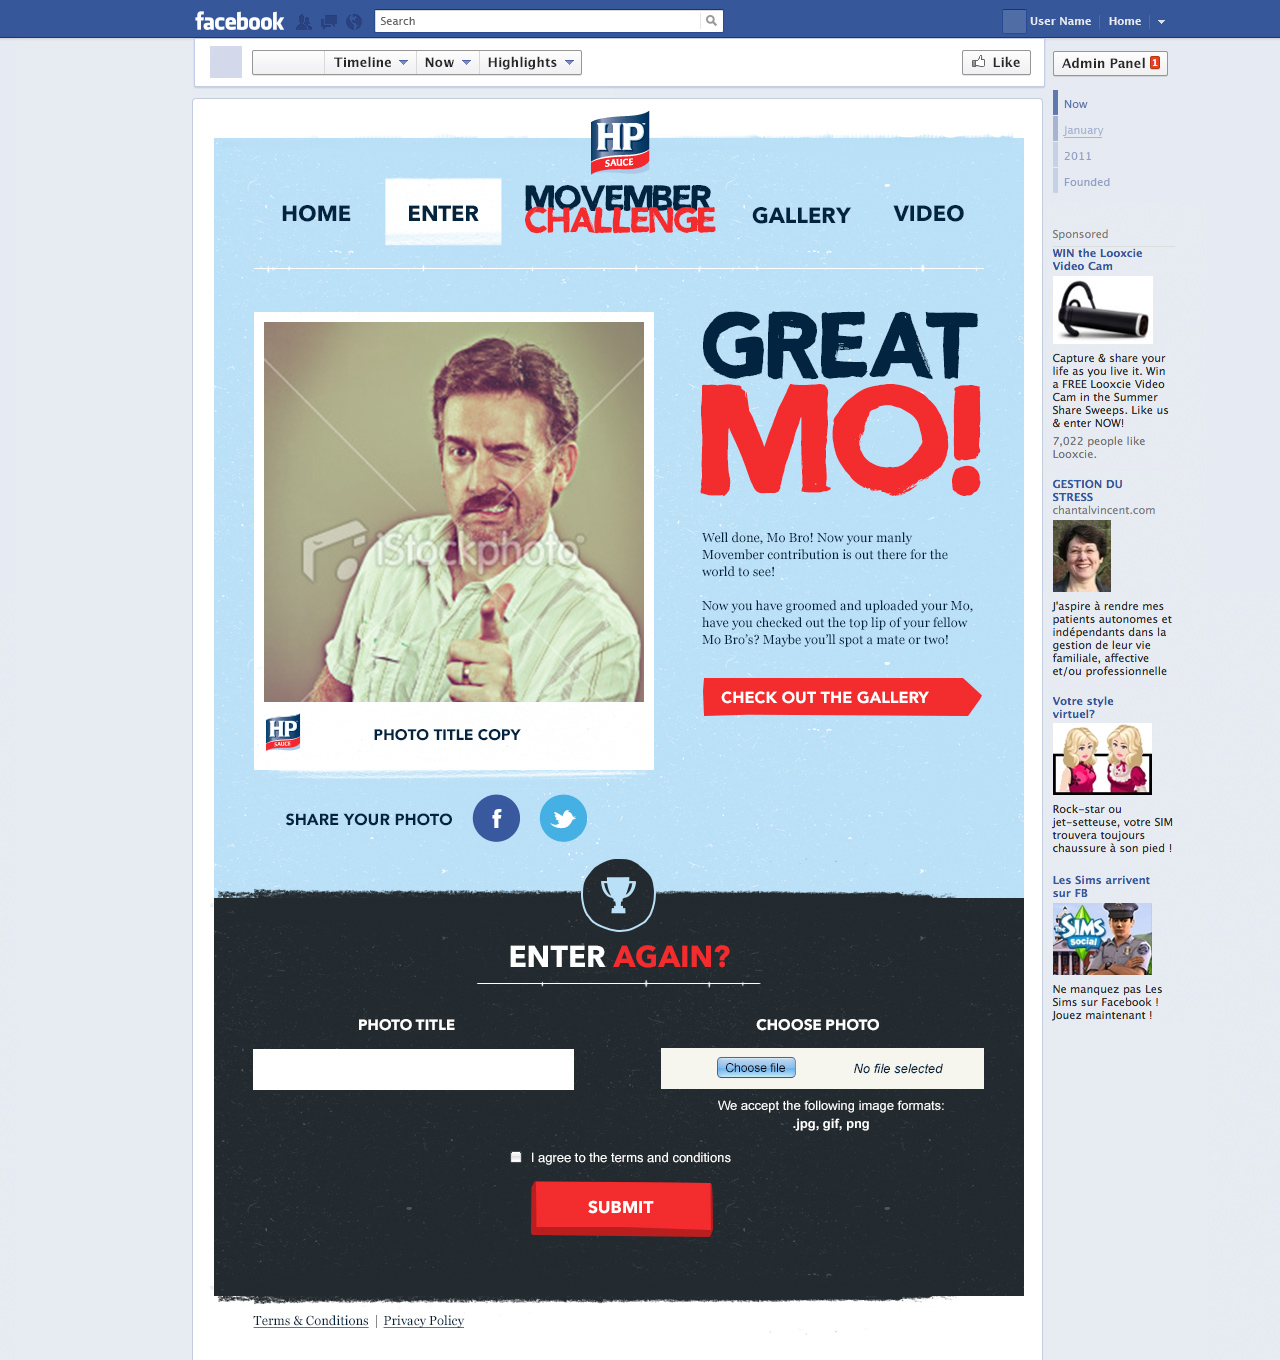 facebook
Search
User Name
Home
Timeline
Now
Highlights
Like
Admin Panel 1
Now
January
2011
Founded
HP
SAUCE
HOME
ENTER
MOVEMBER
CHALLENGE
GALLERY
VIDEO
GREAT
MO!
iStockphoto
Well done, Mo Bro! Now your manly
Movember contribution is out there for the
world to see!
Now you have groomed and uploaded your Mo,
have you checked out the top lip of your fellow
Mo Bro's? Maybe you'll spot a mate or two!
CHECK OUT THE GALLERY
HP
SAUCE
PHOTO TITLE COPY
SHARE YOUR PHOTO
f
ENTER AGAIN?
PHOTO TITLE
CHOOSE PHOTO
Choose file
No file selected
We accept the following image formats:
.jpg, gif, png
I agree to the terms and conditions
SUBMIT
Terms & Conditions | Privacy Policy
Sponsored
WIN the Looxcie
Video Cam
Capture & share your
life as you live it. Win
a FREE Looxcie Video
Cam in the Summer
Share Sweeps. Like us
& enter NOW!
7,022 people like
Looxcie.
GESTION DU
STRESS
chantalvincent.com
J'aspire à rendre mes
patients autonomes et
indépendants dans la
gestion de leur vie
familiale, affective
et/ou professionnelle
Votre style
virtuel?
Rock-star ou
jet-setteuse, votre SIM
trouvera toujours
chaussure à son pied !
Les Sims arrivent
sur FB
The
SIMS
social
Ne manquez pas Les
Sims sur Facebook !
Jouez maintenant !